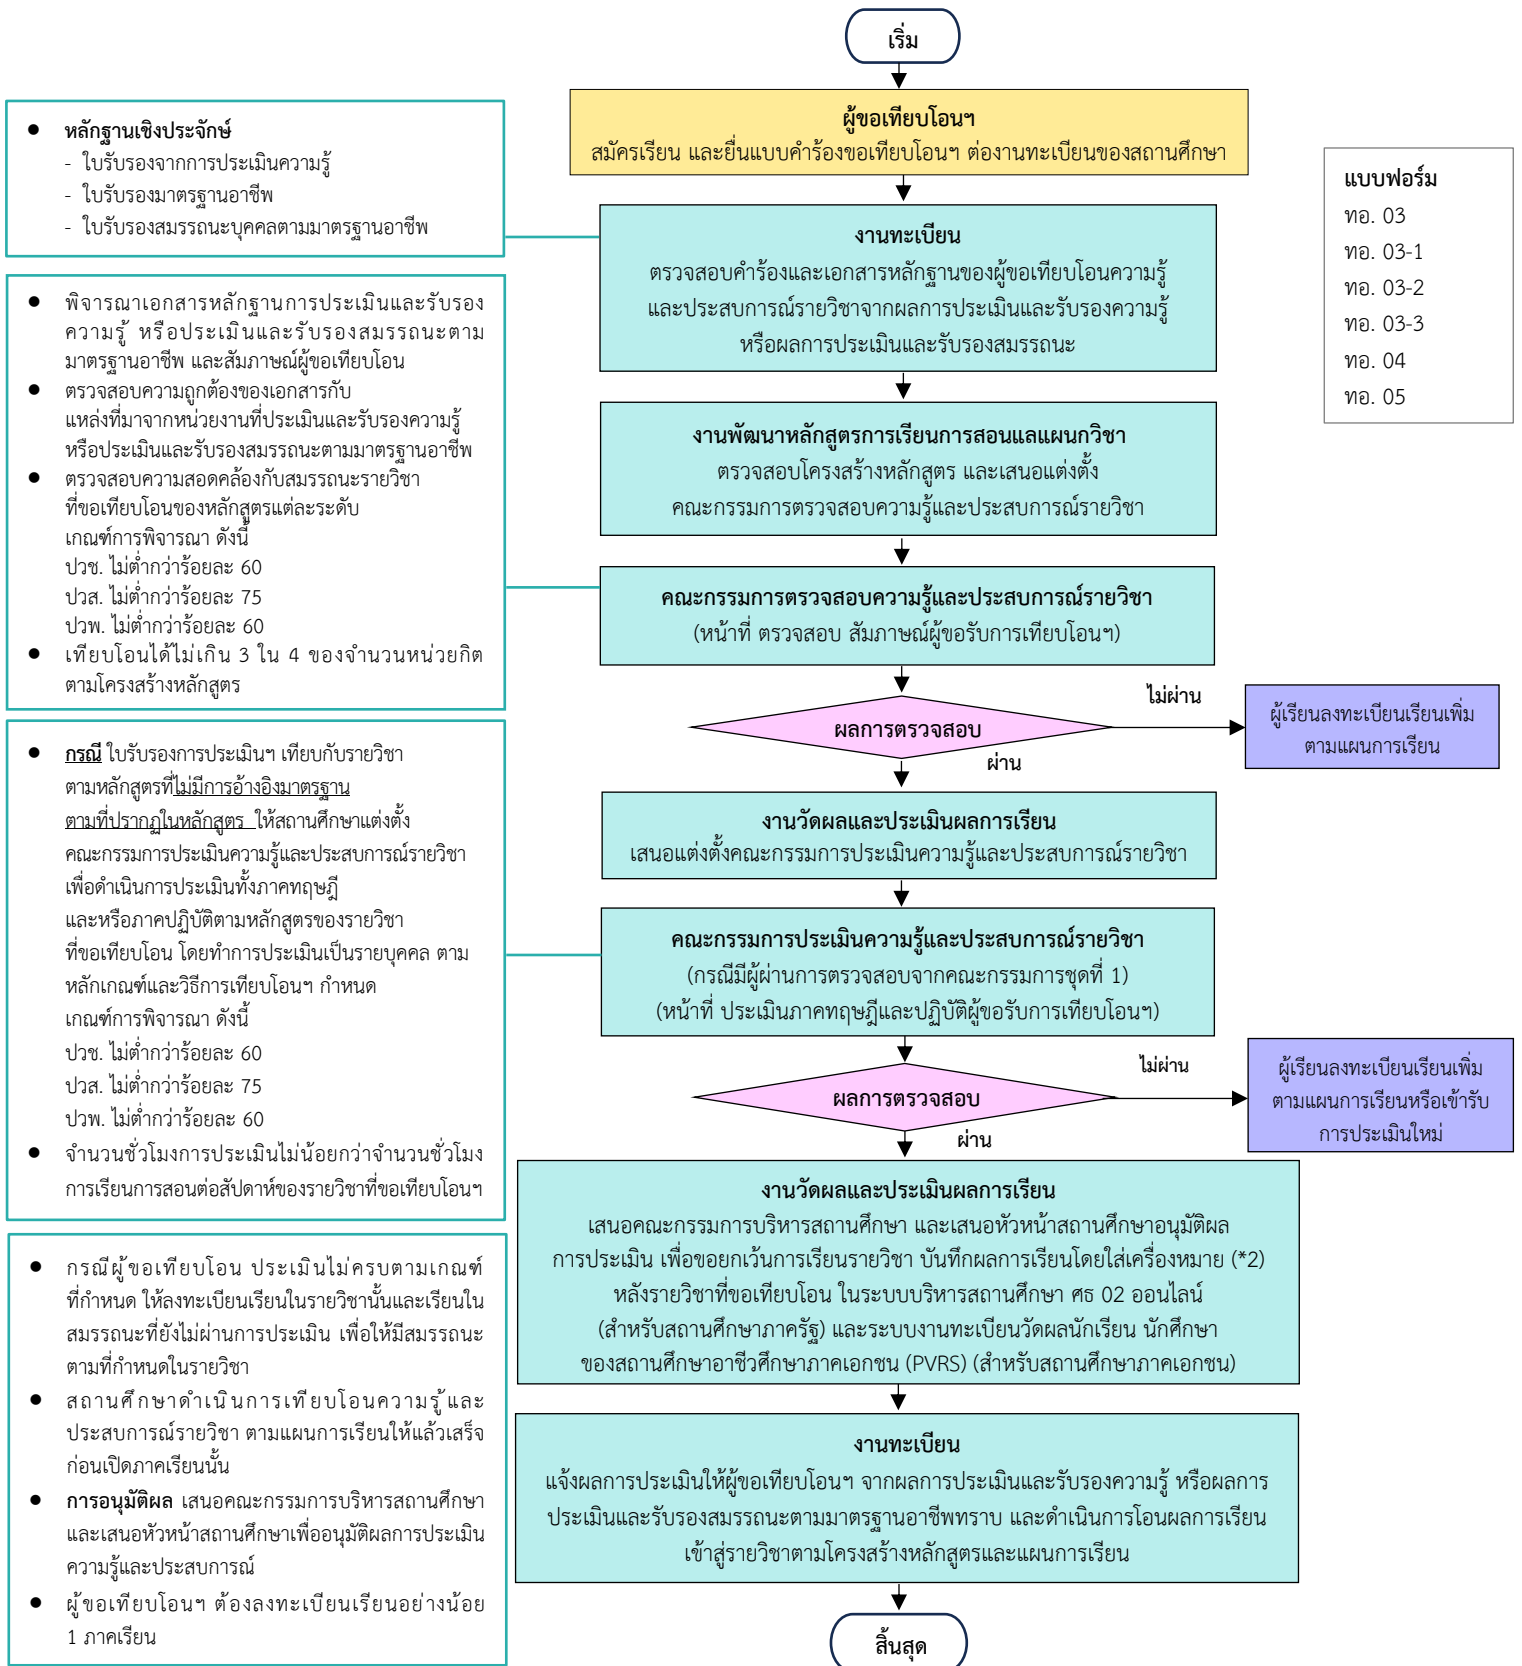 เริ่ม
ผู้ขอเทียบโอนฯ
สมัครเรียน และยื่นแบบคำร้องขอเทียบโอนฯ ต่องานทะเบียนของสถานศึกษา
● หลักฐานเชิงประจักษ์
- ใบรับรองจากการประเมินความรู้
- ใบรับรองมาตรฐานอาชีพ
- ใบรับรองสมรรถนะบุคคลตามมาตรฐานอาชีพ
แบบฟอร์ม
ทอ. 03
ทอ. 03-1
ทอ. 03-2
ทอ. 03-3
ทอ. 04
ทอ. 05
งานทะเบียน
ตรวจสอบคำร้องและเอกสารหลักฐานของผู้ขอเทียบโอนความรู้
และประสบการณ์รายวิชาจากผลการประเมินและรับรองความรู้
หรือผลการประเมินและรับรองสมรรถนะ
● พิจารณาเอกสารหลักฐานการประเมินและรับรอง
ความรู้ หรือประเมินและรับรองสมรรถนะตาม
มาตรฐานอาชีพ และสัมภาษณ์ผู้ขอเทียบโอน
● ตรวจสอบความถูกต้องของเอกสารกับ
แหล่งที่มาจากหน่วยงานที่ประเมินและรับรองความรู้
หรือประเมินและรับรองสมรรถนะตามมาตรฐานอาชีพ
● ตรวจสอบความสอดคล้องกับสมรรถนะรายวิชา
ที่ขอเทียบโอนของหลักสูตรแต่ละระดับ
เกณฑ์การพิจารณา ดังนี้
ปวช. ไม่ต่ำกว่าร้อยละ 60
ปวส. ไม่ต่ำกว่าร้อยละ 75
ปวพ. ไม่ต่ำกว่าร้อยละ 60
● เทียบโอนได้ไม่เกิน 3 ใน 4 ของจำนวนหน่วยกิต
ตามโครงสร้างหลักสูตร
งานพัฒนาหลักสูตรการเรียนการสอนแลแผนกวิชา
ตรวจสอบโครงสร้างหลักสูตร และเสนอแต่งตั้ง
คณะกรรมการตรวจสอบความรู้และประสบการณ์รายวิชา
คณะกรรมการตรวจสอบความรู้และประสบการณ์รายวิชา
(หน้าที่ ตรวจสอบ สัมภาษณ์ผู้ขอรับการเทียบโอนฯ)
ผลการตรวจสอบ
ไม่ผ่าน
ผู้เรียนลงทะเบียนเรียนเพิ่ม
ตามแผนการเรียน
ผ่าน
● กรณี ใบรับรองการประเมินฯ เทียบกับรายวิชา
ตามหลักสูตรที่ไม่มีการอ้างอิงมาตรฐาน
ตามที่ปรากฏในหลักสูตร ให้สถานศึกษาแต่งตั้ง
คณะกรรมการประเมินความรู้และประสบการณ์รายวิชา
เพื่อดำเนินการประเมินทั้งภาคทฤษฎี
และหรือภาคปฏิบัติตามหลักสูตรของรายวิชา
ที่ขอเทียบโอน โดยทำการประเมินเป็นรายบุคคล ตาม
หลักเกณฑ์และวิธีการเทียบโอนฯ กำหนด
เกณฑ์การพิจารณา ดังนี้
ปวช. ไม่ต่ำกว่าร้อยละ 60
ปวส. ไม่ต่ำกว่าร้อยละ 75
ปวพ. ไม่ต่ำกว่าร้อยละ 60
● จำนวนชั่วโมงการประเมินไม่น้อยกว่าจำนวนชั่วโมง
การเรียนการสอนต่อสัปดาห์ของรายวิชาที่ขอเทียบโอนฯ
งานวัดผลและประเมินผลการเรียน
เสนอแต่งตั้งคณะกรรมการประเมินความรู้และประสบการณ์รายวิชา
คณะกรรมการประเมินความรู้และประสบการณ์รายวิชา
(กรณีมีผู้ผ่านการตรวจสอบจากคณะกรรมการชุดที่ 1)
(หน้าที่ ประเมินภาคทฤษฎีและปฏิบัติผู้ขอรับการเทียบโอนฯ)
ผลการตรวจสอบ
ไม่ผ่าน
ผู้เรียนลงทะเบียนเรียนเพิ่ม
ตามแผนการเรียนหรือเข้ารับ
การประเมินใหม่
ผ่าน
งานวัดผลและประเมินผลการเรียน
เสนอคณะกรรมการบริหารสถานศึกษา และเสนอหัวหน้าสถานศึกษาอนุมัติผล
การประเมิน เพื่อขอยกเว้นการเรียนรายวิชา บันทึกผลการเรียนโดยใส่เครื่องหมาย (*2)
หลังรายวิชาที่ขอเทียบโอน ในระบบบริหารสถานศึกษา ศธ 02 ออนไลน์
(สำหรับสถานศึกษาภาครัฐ) และระบบงานทะเบียนวัดผลนักเรียน นักศึกษา
ของสถานศึกษาอาชีวศึกษาภาคเอกชน (PVRS) (สำหรับสถานศึกษาภาคเอกชน)
● กรณีผู้ขอเทียบโอน ประเมินไม่ครบตามเกณฑ์
ที่กำหนด ให้ลงทะเบียนเรียนในรายวิชานั้นและเรียนใน
สมรรถนะที่ยังไม่ผ่านการประเมิน เพื่อให้มีสมรรถนะ
ตามที่กำหนดในรายวิชา
● สถานศึกษาดำเนินการเทียบโอนความรู้และ
ประสบการณ์รายวิชา ตามแผนการเรียนให้แล้วเสร็จ
ก่อนเปิดภาคเรียนนั้น
● การอนุมัติผล เสนอคณะกรรมการบริหารสถานศึกษา
และเสนอหัวหน้าสถานศึกษาเพื่ออนุมัติผลการประเมิน
ความรู้และประสบการณ์
● ผู้ขอเทียบโอนฯ ต้องลงทะเบียนเรียนอย่างน้อย
1 ภาคเรียน
งานทะเบียน
แจ้งผลการประเมินให้ผู้ขอเทียบโอนฯ จากผลการประเมินและรับรองความรู้ หรือผลการ
ประเมินและรับรองสมรรถนะตามมาตรฐานอาชีพทราบ และดำเนินการโอนผลการเรียน
เข้าสู่รายวิชาตามโครงสร้างหลักสูตรและแผนการเรียน
สิ้นสุด